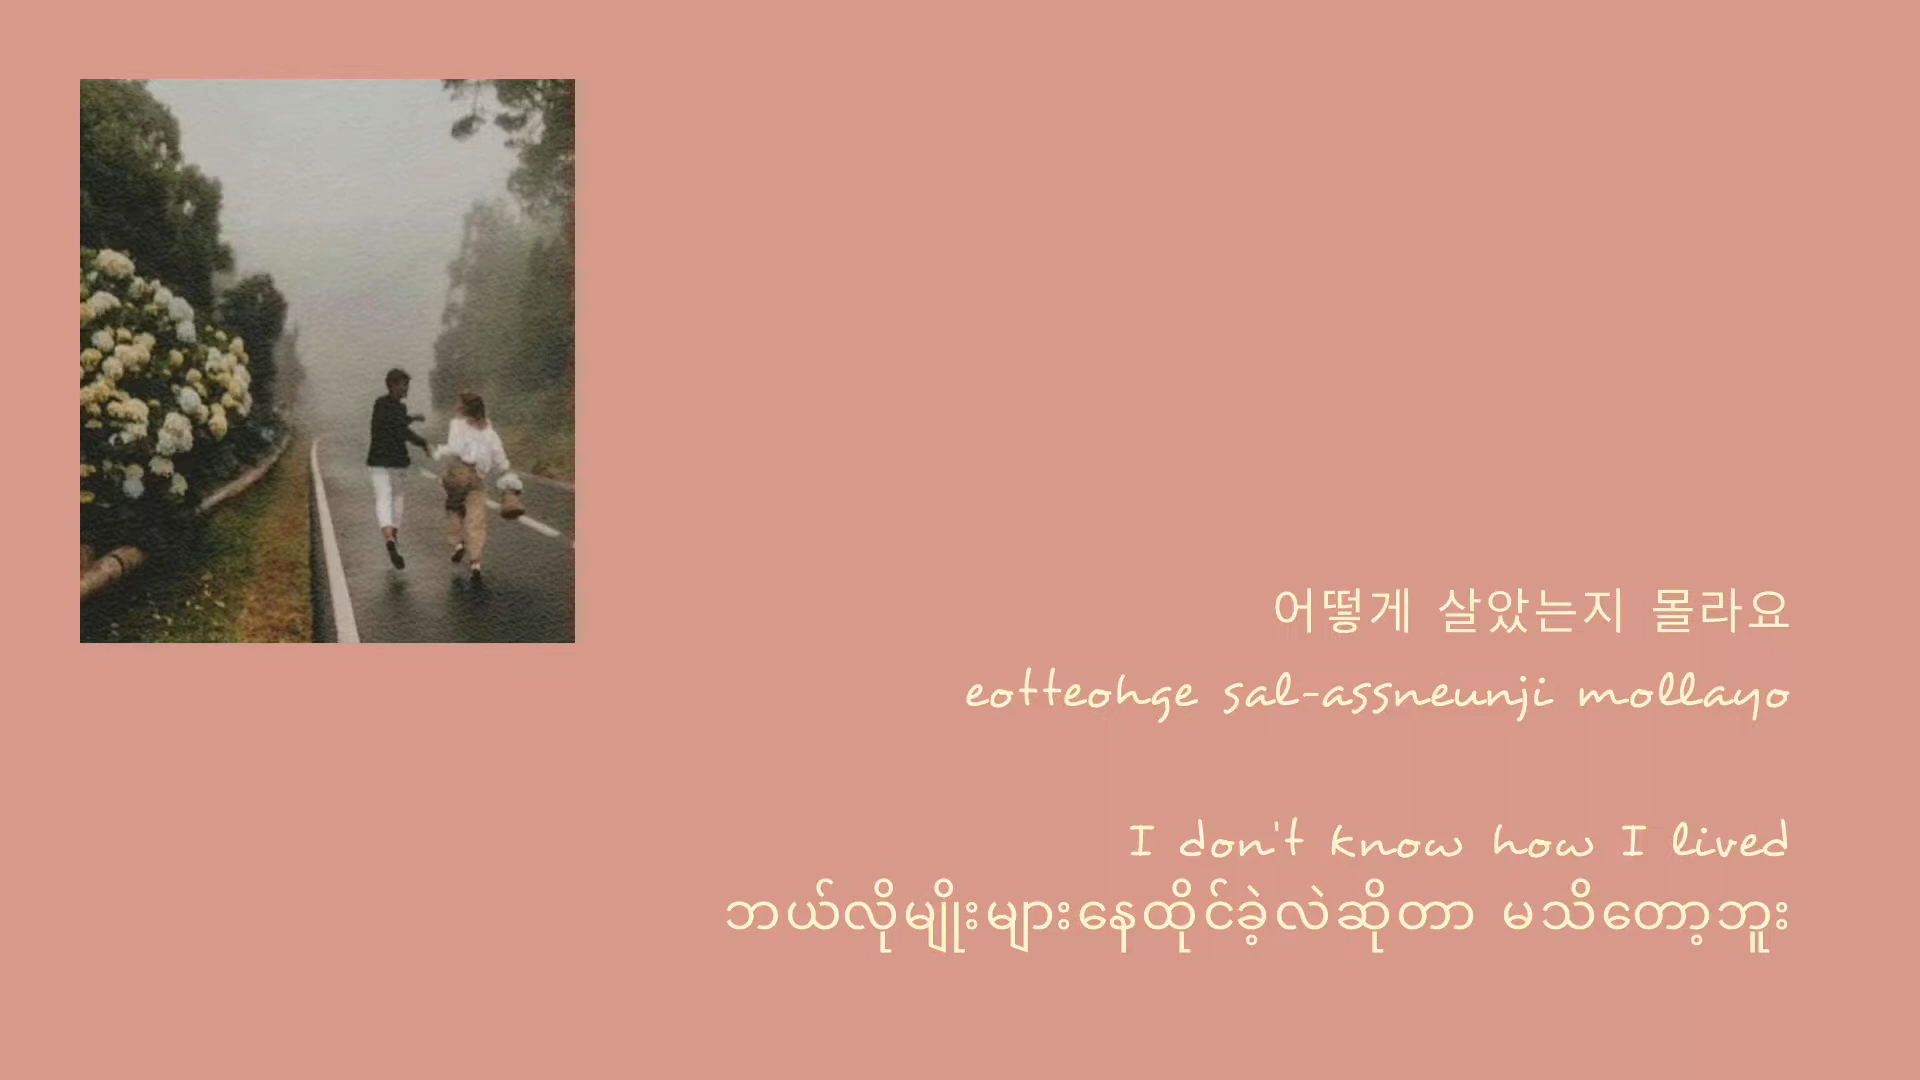 어떻게 살았는지 몰라요
eotteohge sal-assneunji mollayo
I don't know how I lived
ဘယ်လိုမျိုးများနေထိုင်ခဲ့လဲဆိုတာ မသိတော့ဘူး